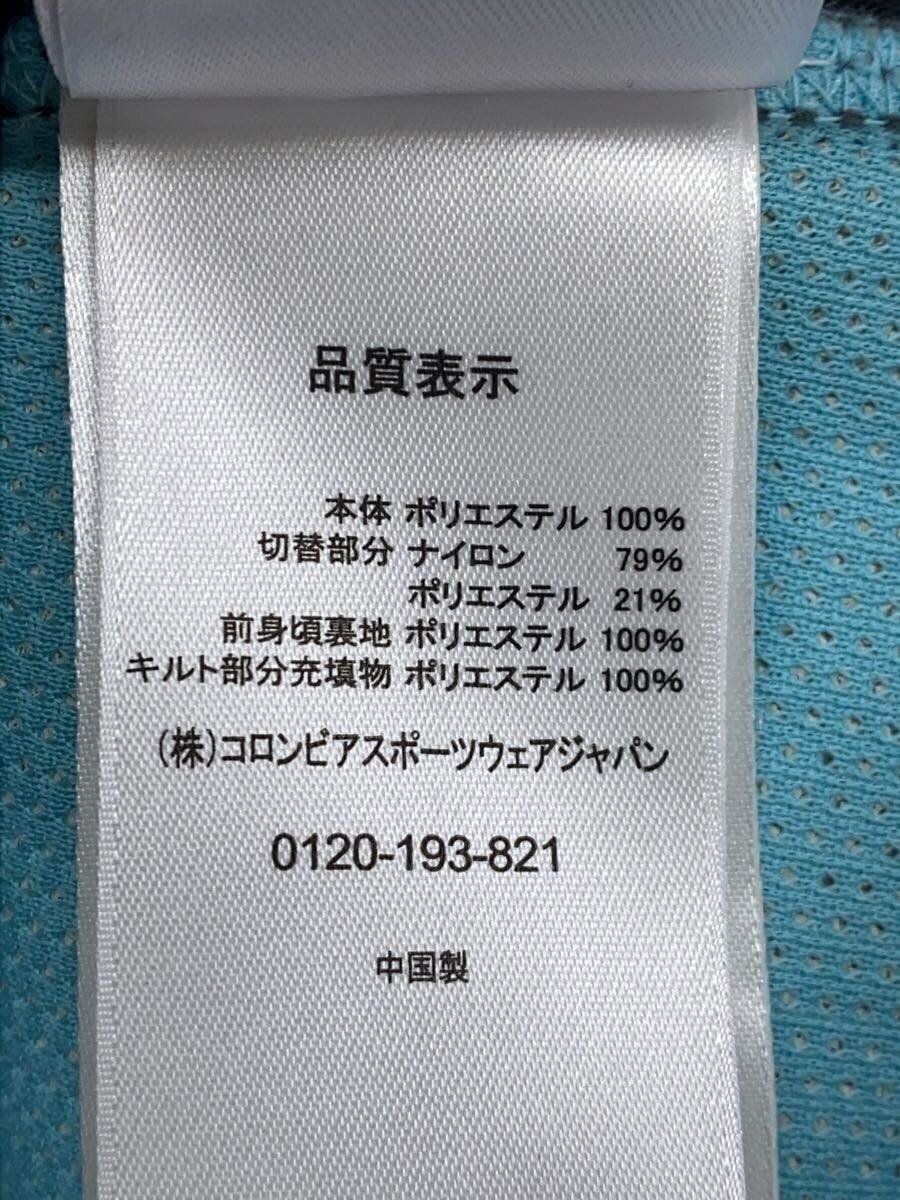 品質表示
本体 ポリエステル 100%
切替部分 ナイロン 79%
ポリエステル 21%
前身頃裏地 ポリエステル 100%
キルト部分充填物 ポリエステル 100%
(株)コロンビアスポーツウェアジャパン
0120-193-821
中国製